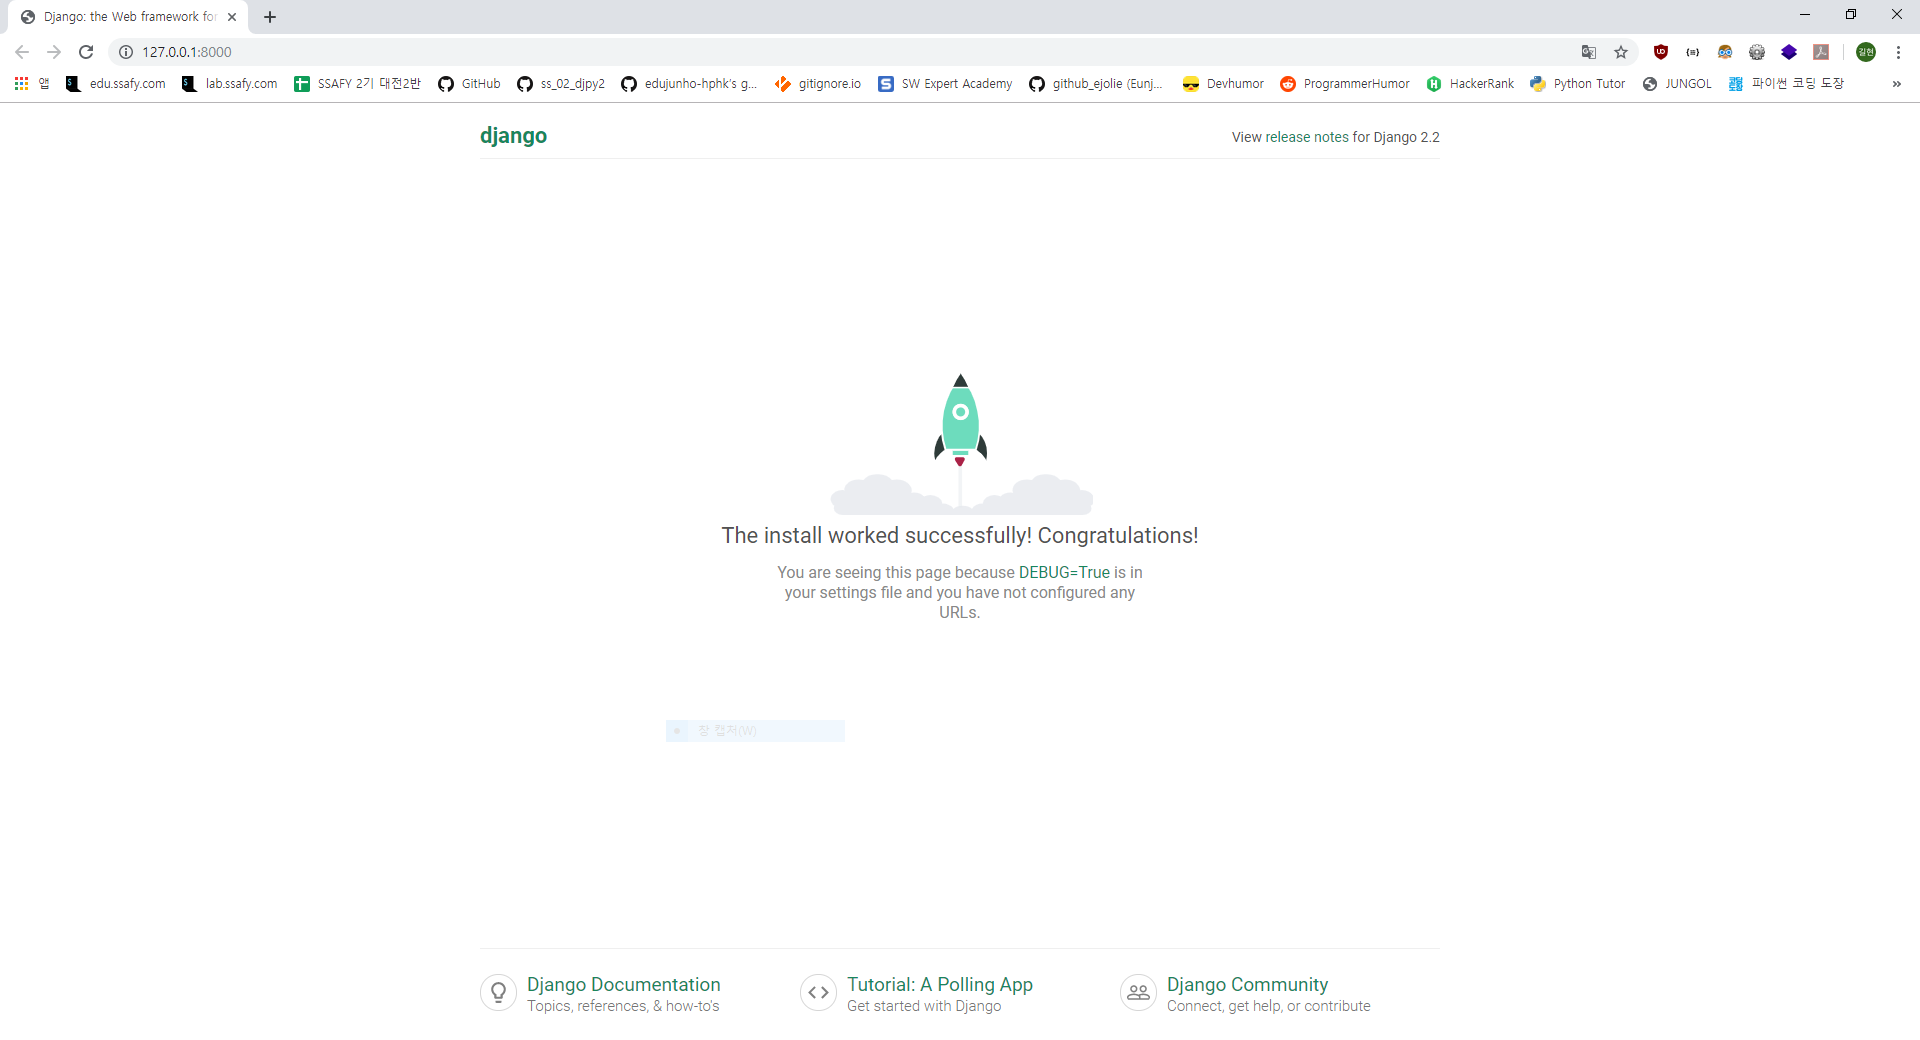 Django: the Web framework for
127.0.0.1:8000
길현
앱 edu.ssafy.com lab.ssafy.com SSAFY 2기 대전2반 GitHub ss_02_djpy2 edujunho-hphk's g... gitignore.io SW Expert Academy github_ejolie (Eunj... Devhumor ProgrammerHumor HackerRank Python Tutor JUNGOL 파이썬 코딩 도장 »
django
View release notes for Django 2.2
The install worked successfully! Congratulations!
You are seeing this page because DEBUG=True is in
your settings file and you have not configured any
URLs.
창 캡처(W)
Django Documentation
Topics, references, & how-to's
Tutorial: A Polling App
Get started with Django
Django Community
Connect, get help, or contribute